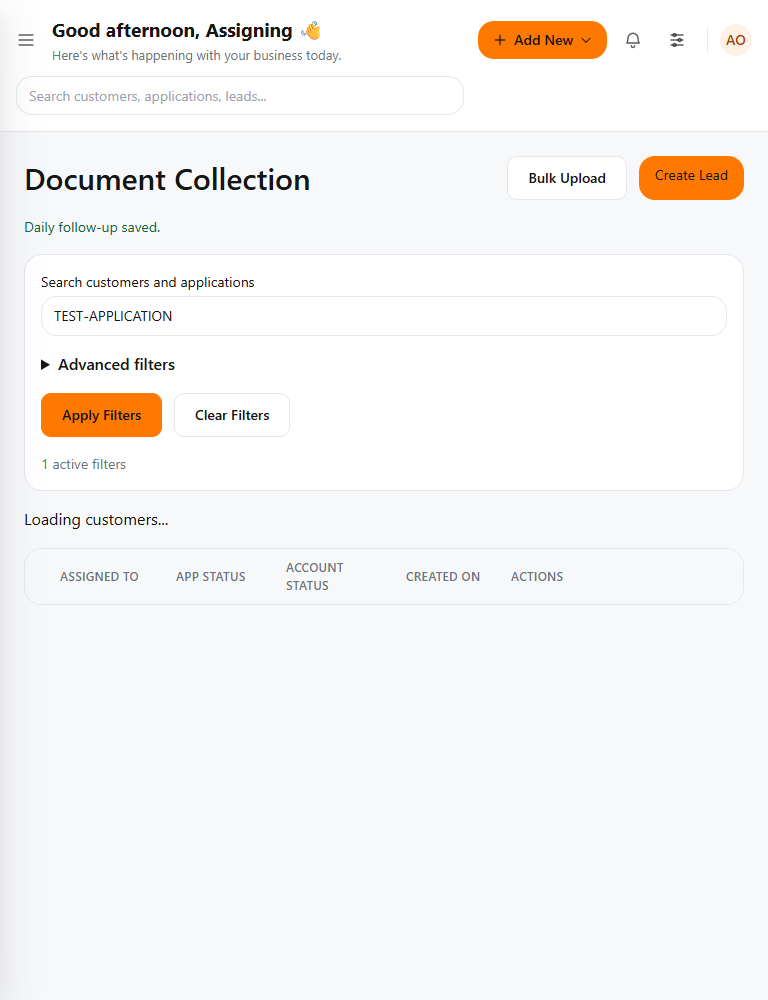 Good afternoon, Assigning 👋
Here's what's happening with your business today.
Add New
AO
Search customers, applications, leads...
Document Collection
Bulk Upload
Create Lead
Daily follow-up saved.
Search customers and applications
TEST-APPLICATION
Advanced filters
Apply Filters
Clear Filters
1 active filters
Loading customers...
ASSIGNED TO
APP STATUS
ACCOUNT
STATUS
CREATED ON
ACTIONS